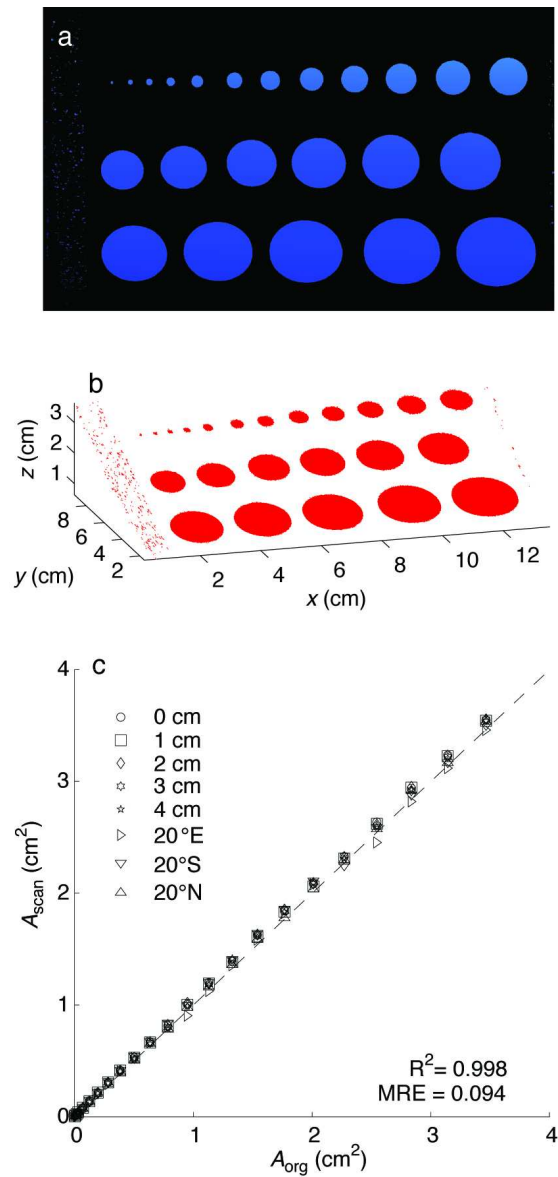 a
b
3
2
1
z (cm)
8
6
4
2
y (cm)
2
4
6
8
10
12
x (cm)
c
4
3
2
1
0
A_scan (cm²)
0 cm
1 cm
2 cm
3 cm
4 cm
20°E
20°S
20°N
R² = 0.998
MRE = 0.094
0
1
2
3
4
A_org (cm²)